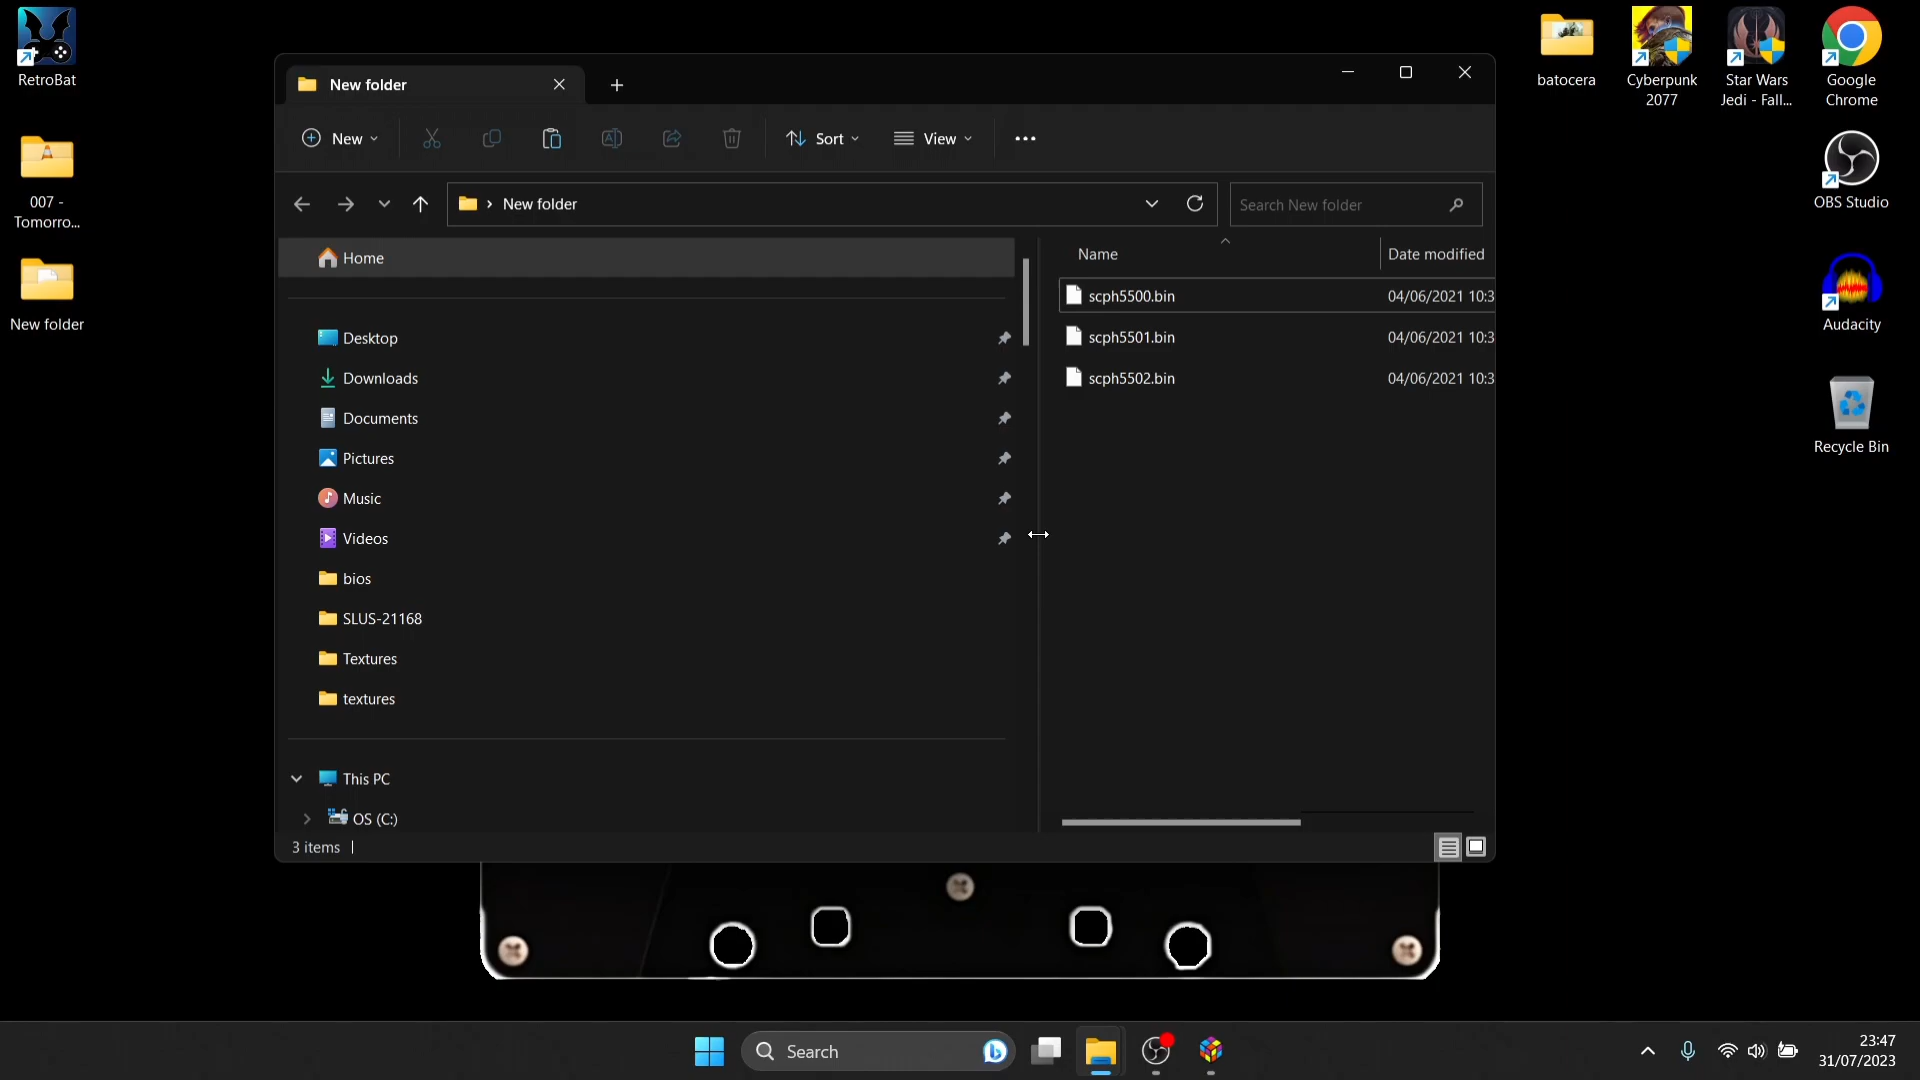 RetroBat
007 -
Tomorro...
New folder
batocera
Cyberpunk
2077
Star Wars
Jedi - Fall...
Google
Chrome
OBS Studio
Audacity
Recycle Bin
New folder
New
Sort
View
New folder
Search New folder
Home
Desktop
Downloads
Documents
Pictures
Music
Videos
bios
SLUS-21168
Textures
textures
This PC
OS (C:)
Name Date modified
scph5500.bin 04/06/2021 10:3
scph5501.bin 04/06/2021 10:3
scph5502.bin 04/06/2021 10:3
3 items
Search
23:47
31/07/2023